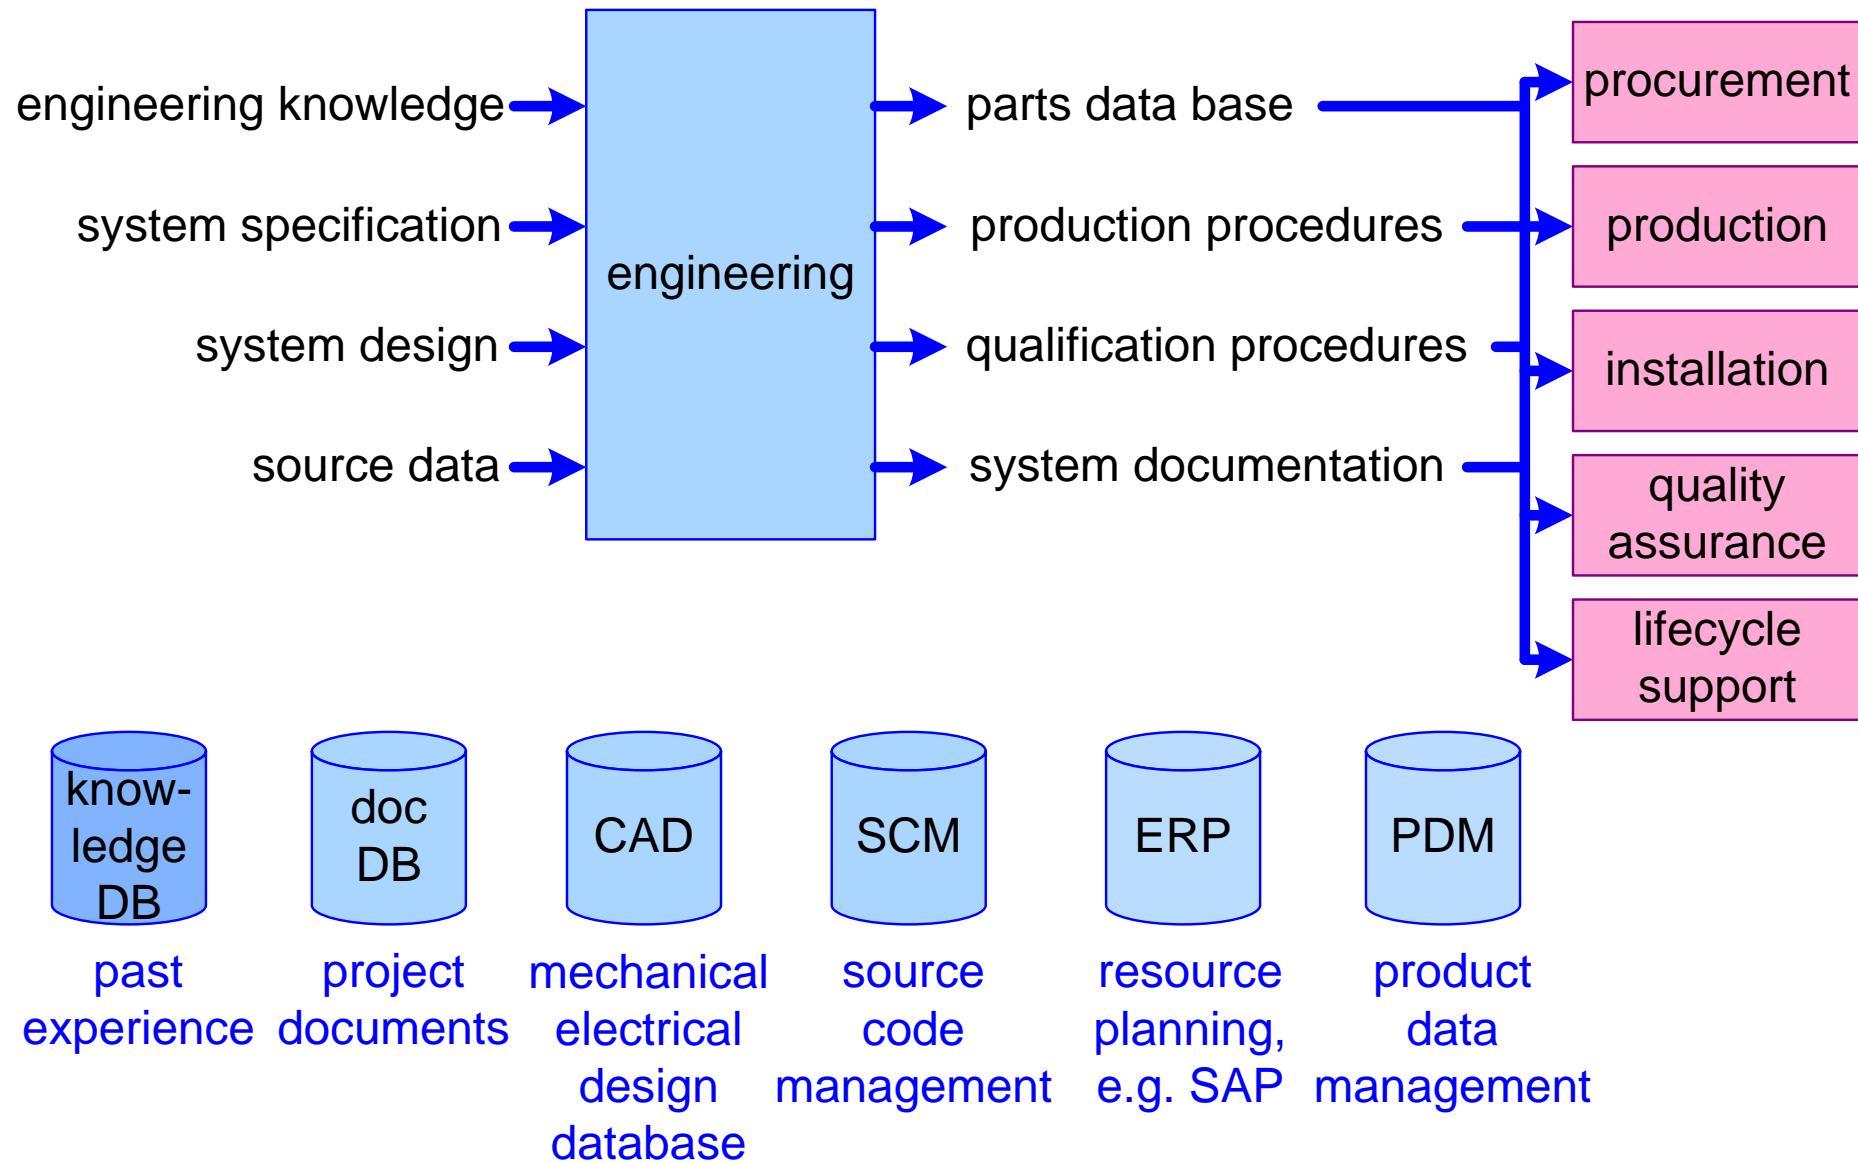 engineering knowledge
system specification
system design
source data
engineering
parts data base
production procedures
qualification procedures
system documentation
procurement
production
installation
quality
assurance
lifecycle
support
know-
ledge
DB
past
experience
doc
DB
project
documents
CAD
mechanical
electrical
design
database
SCM
source
code
management
ERP
resource
planning,
e.g. SAP
PDM
product
data
management